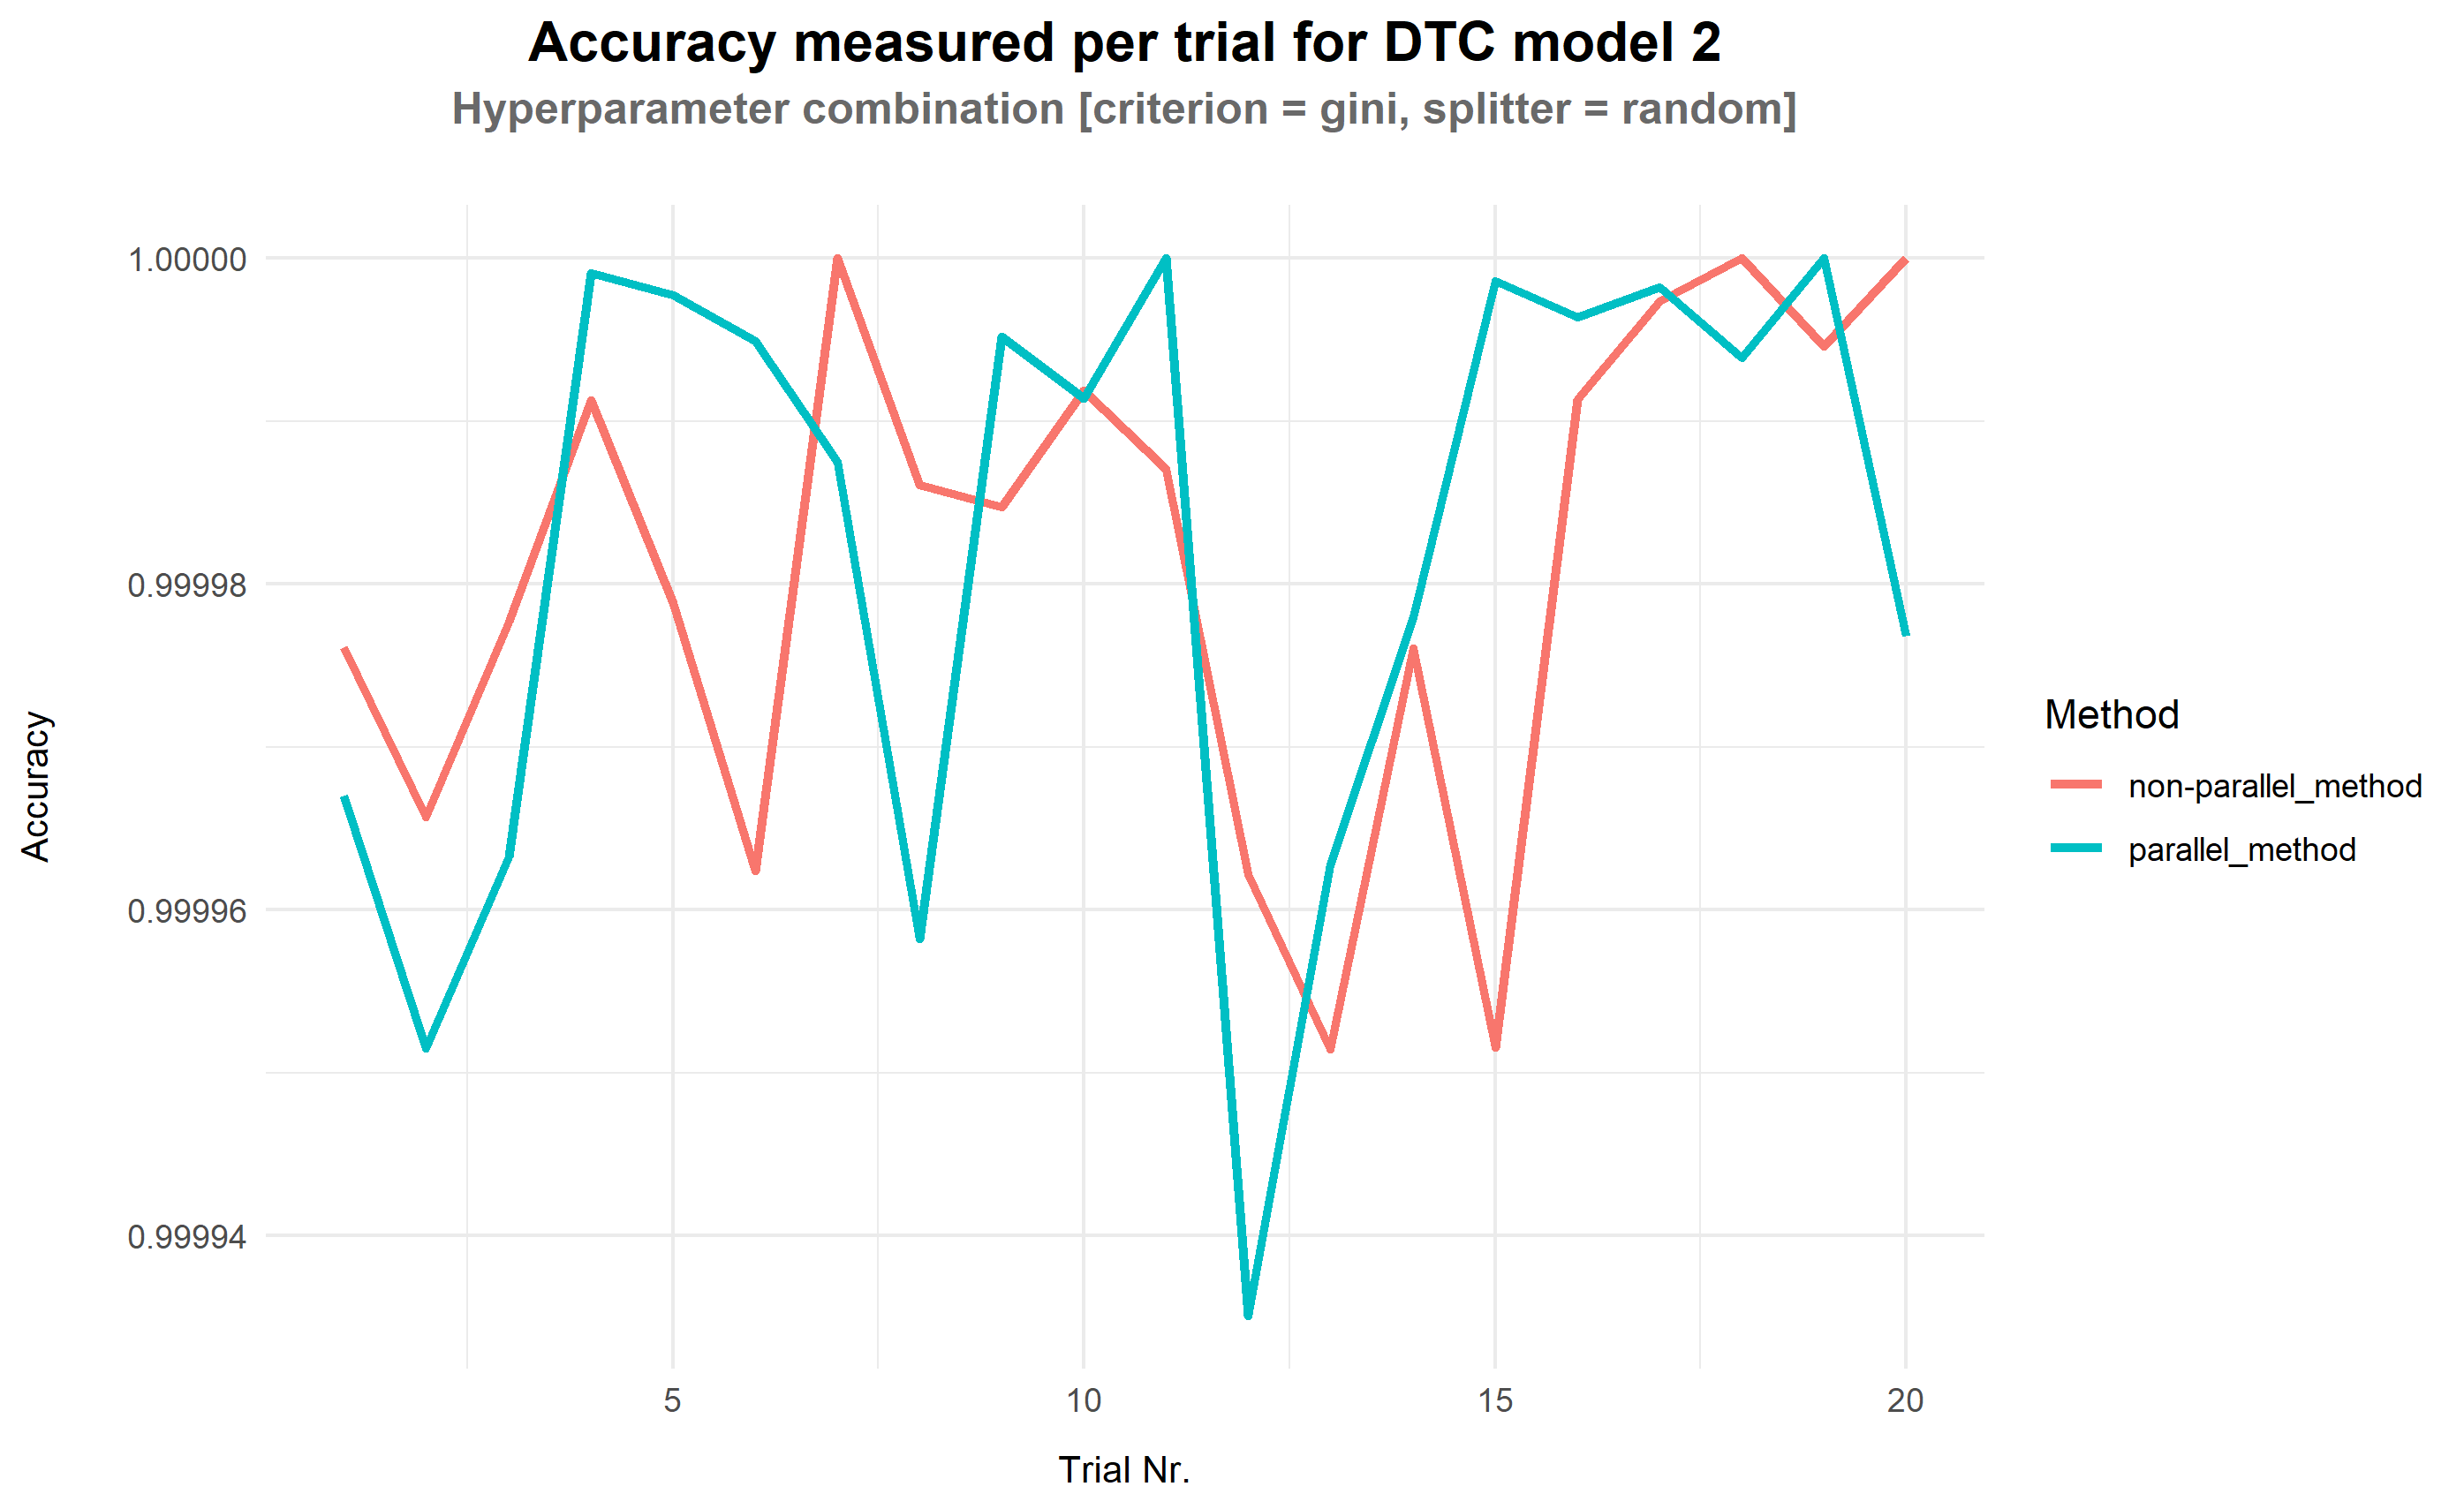 Accuracy measured per trial for DTC model 2
Hyperparameter combination [criterion = gini, splitter = random]
1.00000
0.99998
0.99996
0.99994
Accuracy
5
10
15
20
Trial Nr.
Method
non-parallel_method
parallel_method